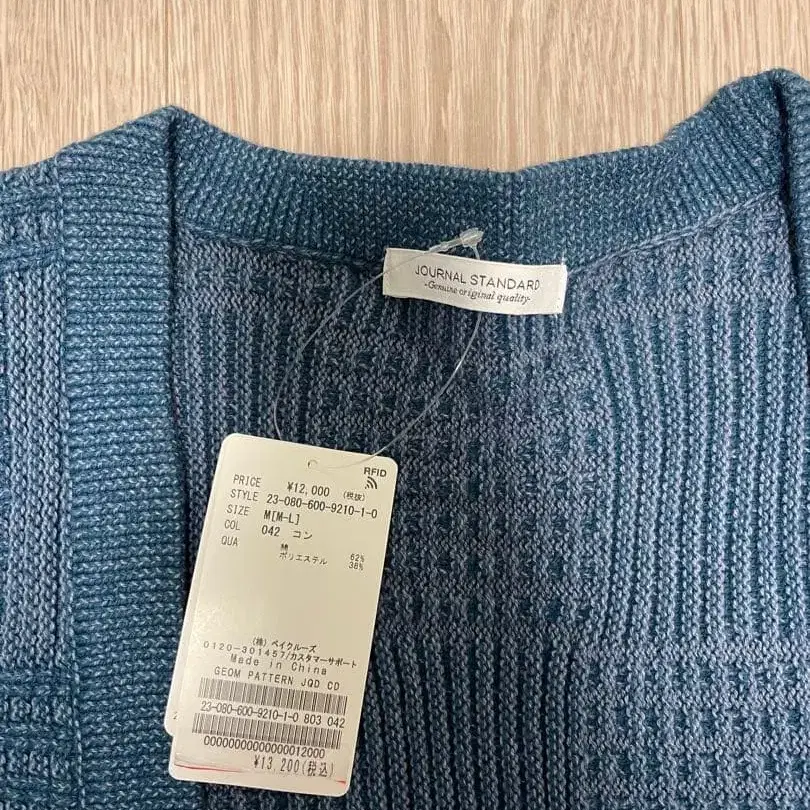 JOURNAL STANDARD
-Genuine original quality-
RFID
PRICE ¥12,000 (税抜)
STYLE 23-080-600-9210-1-0
SIZE M[M-L]
COL 042 コン
QUA 綿 62%
ポリエステル 38%
(株) ベイクルーズ
0120-301457/カスタマーサポート
Made in China
GEOM PATTERN JQD CD
23-080-600-9210-1-0 803 042
00000000000000012000
¥13,200(税込)